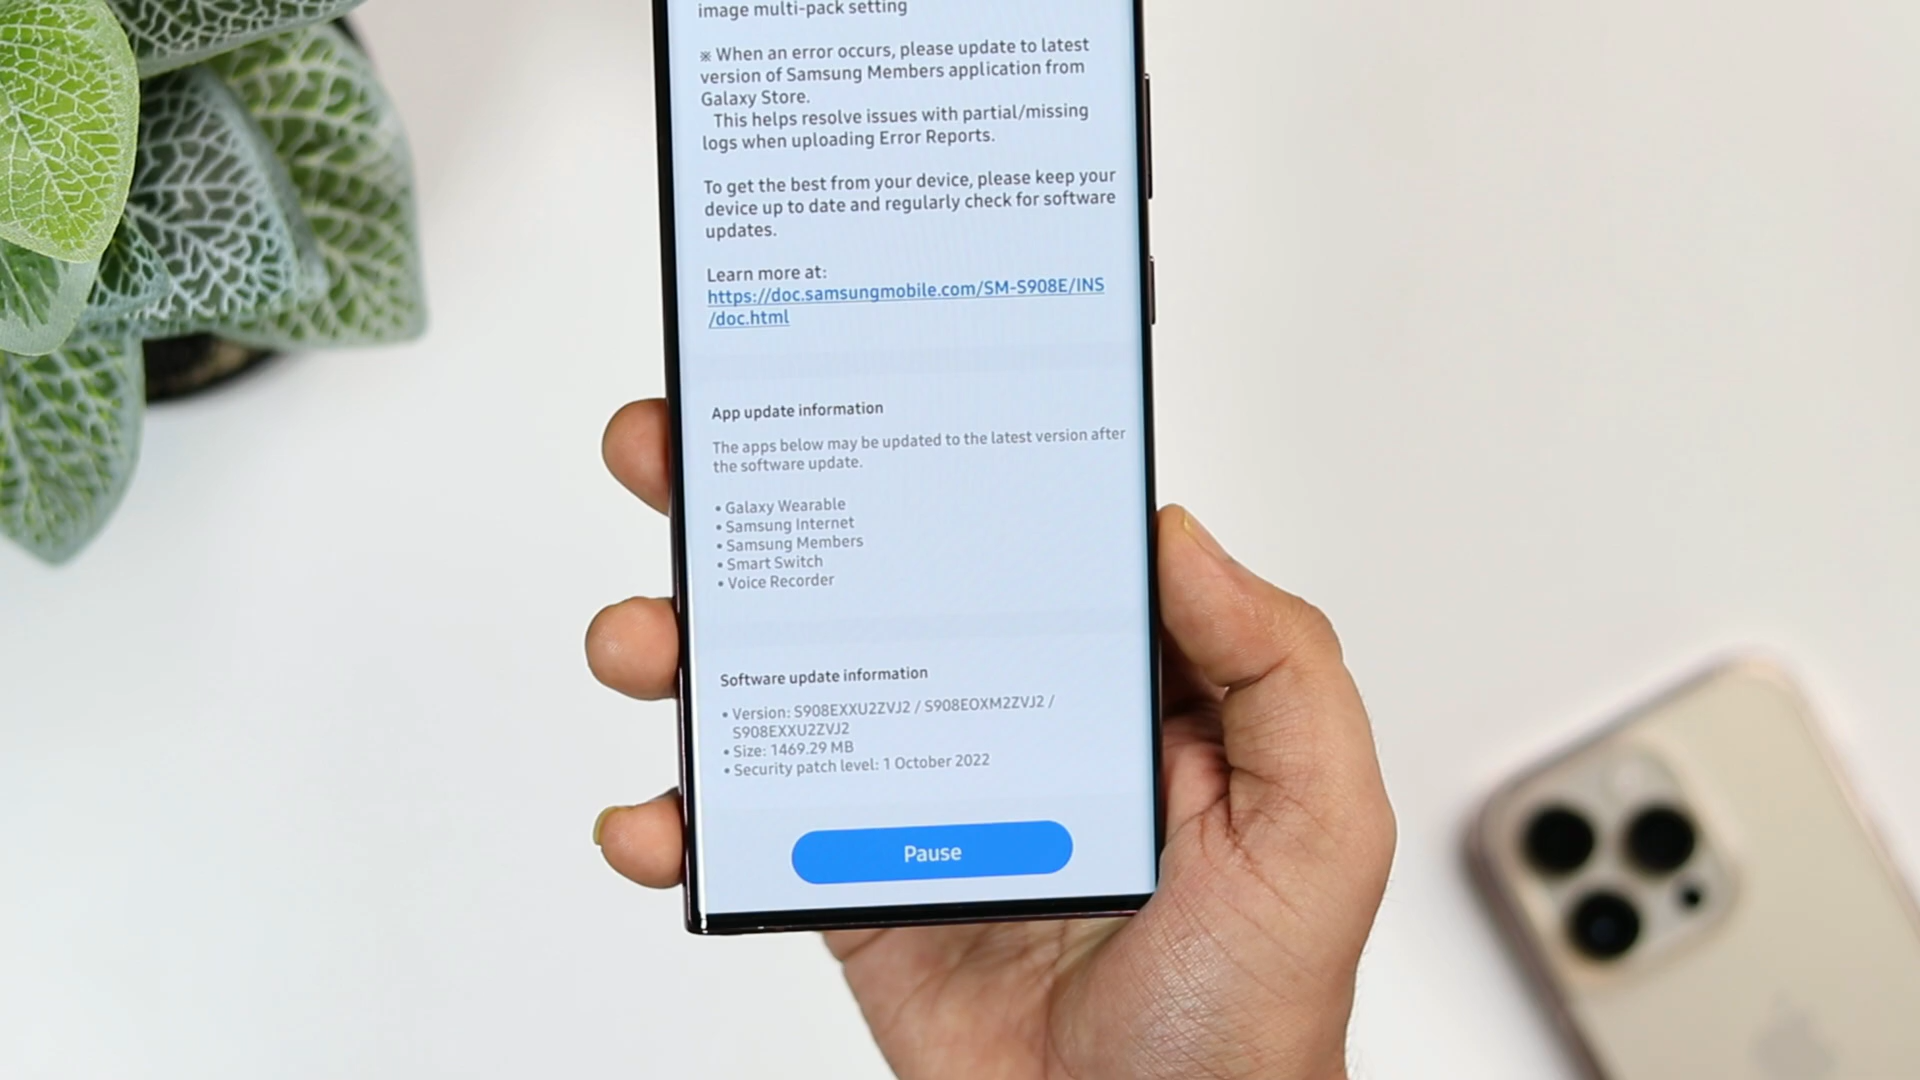 image multi-pack setting
※ When an error occurs, please update to latest
version of Samsung Members application from
Galaxy Store.
This helps resolve issues with partial/missing
logs when uploading Error Reports.
To get the best from your device, please keep your
device up to date and regularly check for software
updates.
Learn more at:
https://doc.samsungmobile.com/SM-S908E/INS
/doc.html
App update information
The apps below may be updated to the latest version after
the software update.
• Galaxy Wearable
• Samsung Internet
• Samsung Members
• Smart Switch
• Voice Recorder
Software update information
• Version: S908EXXU2ZVJ2 / S908EOXM2ZVJ2 /
S908EXXU2ZVJ2
• Size: 1469.29 MB
• Security patch level: 1 October 2022
Pause